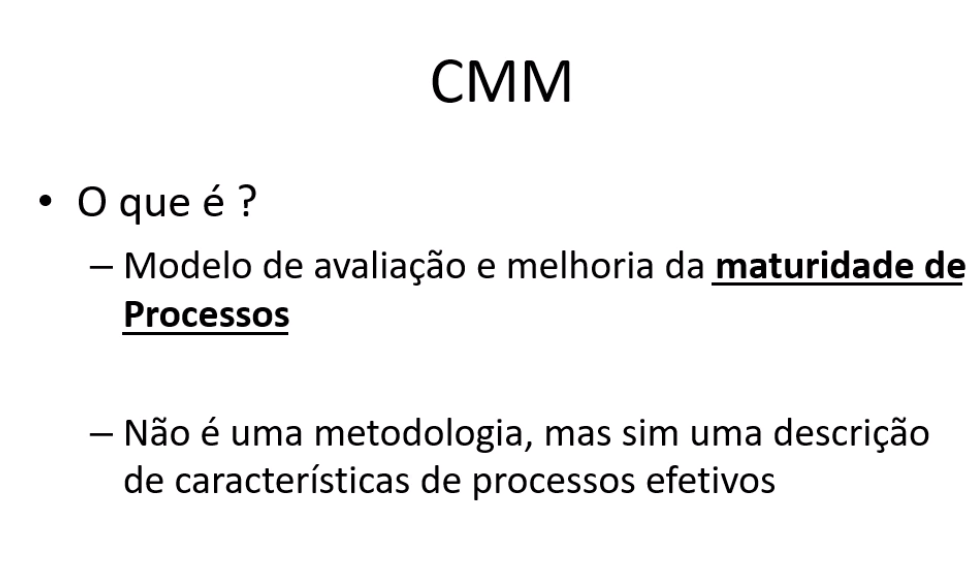 CMM
• O que é ?
– Modelo de avaliação e melhoria da maturidade de
Processos
– Não é uma metodologia, mas sim uma descrição
de características de processos efetivos